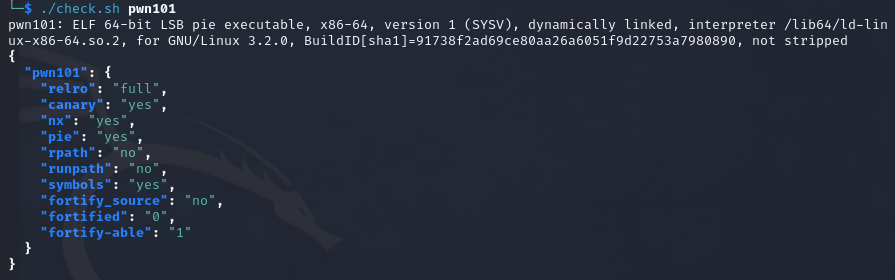 └─$ ./check.sh pwn101
pwn101: ELF 64-bit LSB pie executable, x86-64, version 1 (SYSV), dynamically linked, interpreter /lib64/ld-lin
ux-x86-64.so.2, for GNU/Linux 3.2.0, BuildID[sha1]=91738f2ad69ce80aa26a6051f9d22753a7980890, not stripped
{
  "pwn101": {
    "relro": "full",
    "canary": "yes",
    "nx": "yes",
    "pie": "yes",
    "rpath": "no",
    "runpath": "no",
    "symbols": "yes",
    "fortify_source": "no",
    "fortified": "0",
    "fortify-able": "1"
  }
}